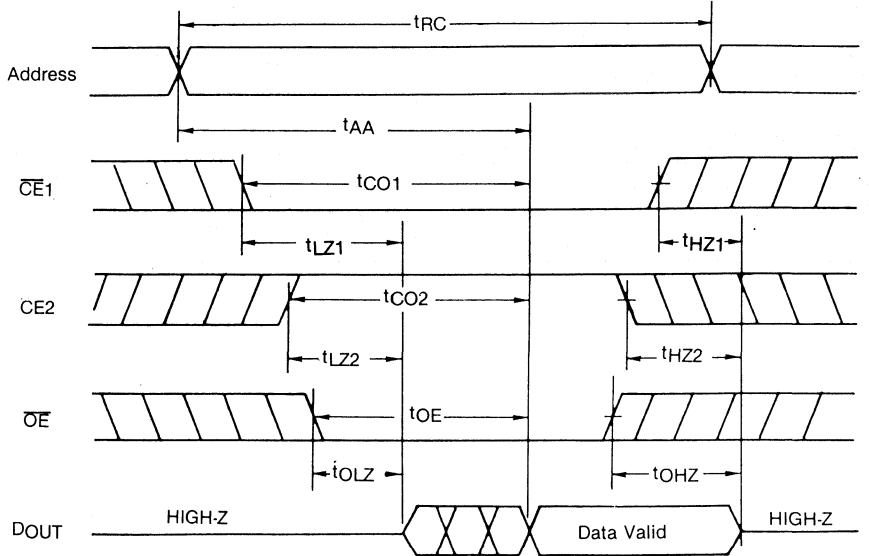 tRC
Address
tAA
CE1
tCO1
tLZ1
tHZ1
CE2
tCO2
tLZ2
tHZ2
OE
tOE
tOLZ
tOHZ
DOUT
HIGH-Z
Data Valid
HIGH-Z